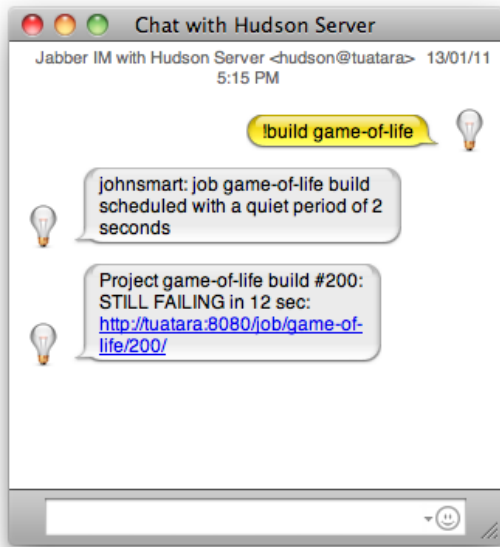 Chat with Hudson Server
Jabber IM with Hudson Server <hudson@tuatara> 13/01/11
5:15 PM
!build game-of-life
johnsmart: job game-of-life build
scheduled with a quiet period of 2
seconds
Project game-of-life build #200:
STILL FAILING in 12 sec:
http://tuatara:8080/job/game-of-
life/200/